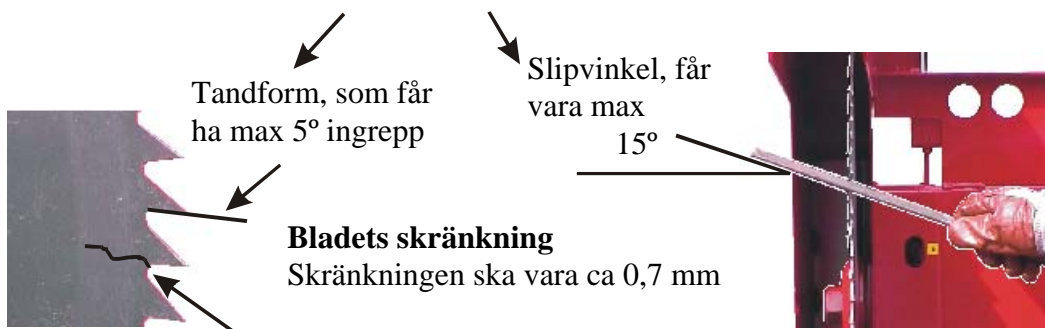 Tandform, som får
ha max 5º ingrepp
Slipvinkel, får
vara max
15º
Bladets skränkning
Skränkningen ska vara ca 0,7 mm